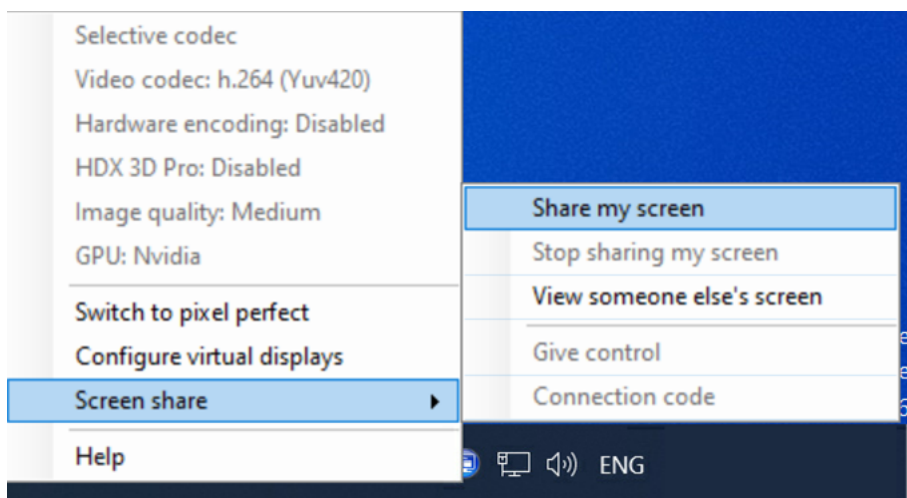 Selective codec
Video codec: h.264 (Yuv420)
Hardware encoding: Disabled
HDX 3D Pro: Disabled
Image quality: Medium
GPU: Nvidia
Switch to pixel perfect
Configure virtual displays
Screen share
Help
Share my screen
Stop sharing my screen
View someone else's screen
Give control
Connection code
ENG